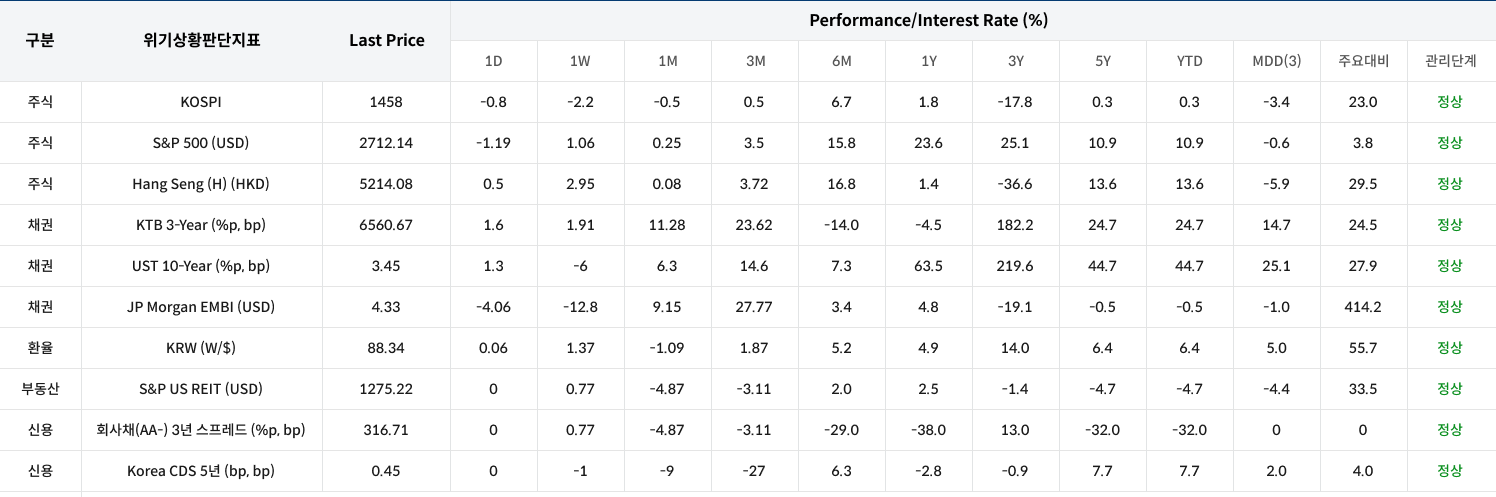 구분 위기상황판단지표 Last Price Performance/Interest Rate (%)
1D 1W 1M 3M 6M 1Y 3Y 5Y YTD MDD(3) 주요대비 관리단계
주식 KOSPI 1458 -0.8 -2.2 -0.5 0.5 6.7 1.8 -17.8 0.3 0.3 -3.4 23.0 정상
주식 S&P 500 (USD) 2712.14 -1.19 1.06 0.25 3.5 15.8 23.6 25.1 10.9 10.9 -0.6 3.8 정상
주식 Hang Seng (H) (HKD) 5214.08 0.5 2.95 0.08 3.72 16.8 1.4 -36.6 13.6 13.6 -5.9 29.5 정상
채권 KTB 3-Year (%p, bp) 6560.67 1.6 1.91 11.28 23.62 -14.0 -4.5 182.2 24.7 24.7 14.7 24.5 정상
채권 UST 10-Year (%p, bp) 3.45 1.3 -6 6.3 14.6 7.3 63.5 219.6 44.7 44.7 25.1 27.9 정상
채권 JP Morgan EMBI (USD) 4.33 -4.06 -12.8 9.15 27.77 3.4 4.8 -19.1 -0.5 -0.5 -1.0 414.2 정상
환율 KRW (W/$) 88.34 0.06 1.37 -1.09 1.87 5.2 4.9 14.0 6.4 6.4 5.0 55.7 정상
부동산 S&P US REIT (USD) 1275.22 0 0.77 -4.87 -3.11 2.0 2.5 -1.4 -4.7 -4.7 -4.4 33.5 정상
신용 회사채(AA-) 3년 스프레드 (%p, bp) 316.71 0 0.77 -4.87 -3.11 -29.0 -38.0 13.0 -32.0 -32.0 0 0 정상
신용 Korea CDS 5년 (bp, bp) 0.45 0 -1 -9 -27 6.3 -2.8 -0.9 7.7 7.7 2.0 4.0 정상